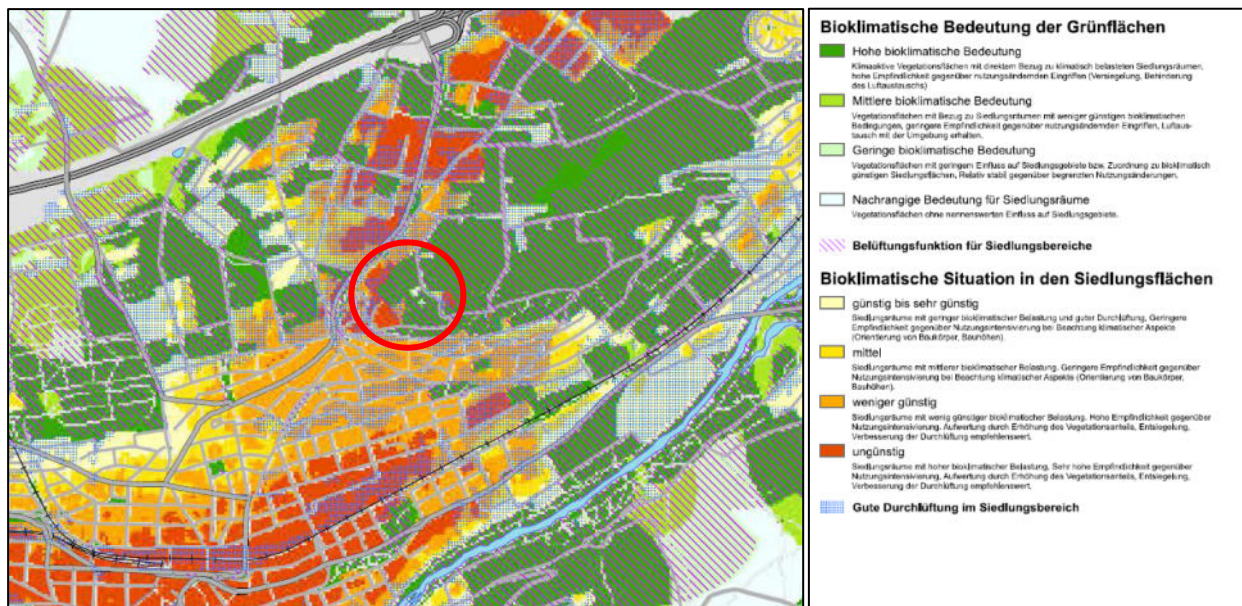 Bioklimatische Bedeutung der Grünflächen
Hohe bioklimatische Bedeutung
Klimaaktive Vegetationsflächen mit direktem Bezug zu klimatisch belasteten Siedlungsräumen,
hohe Empfindlichkeit gegenüber nutzungsändernden Eingriffen (Versiegelung, Behinderung
des Luftaustauschs)
Mittlere bioklimatische Bedeutung
Vegetationsflächen mit Bezug zu Siedlungsräumen mit weniger günstigen bioklimatischen
Bedingungen, geringere Empfindlichkeit gegenüber nutzungsändernden Eingriffen, Luftaus-
tausch mit der Umgebung erhalten.
Geringe bioklimatische Bedeutung
Vegetationsflächen mit geringem Einfluss auf Siedlungsgebiete bzw. Zuordnung zu bioklimatisch
günstigen Siedlungsflächen, Relativ stabil gegenüber begrenzten Nutzungsänderungen.
Nachrangige Bedeutung für Siedlungsräume
Vegetationsflächen ohne nennenswerten Einfluss auf Siedlungsgebiete.
Belüftungsfunktion für Siedlungsbereiche
Bioklimatische Situation in den Siedlungsflächen
günstig bis sehr günstig
Siedlungsräume mit geringer bioklimatischer Belastung und guter Durchlüftung, Geringere
Empfindlichkeit gegenüber Nutzungsintensivierung bei Beachtung klimatischer Aspekte
(Orientierung von Baukörper, Bauhöhen).
mittel
Siedlungsräume mit mittlerer bioklimatischer Belastung. Geringere Empfindlichkeit gegenüber
Nutzungsintensivierung bei Beachtung klimatischer Aspekte (Orientierung von Baukörper,
Bauhöhen).
weniger günstig
Siedlungsräume mit wenig günstiger bioklimatischer Belastung. Hohe Empfindlichkeit gegenüber
Nutzungsintensivierung. Aufwertung durch Erhöhung des Vegetationsanteils, Entsiegelung,
Verbesserung der Durchlüftung empfehlenswert.
ungünstig
Siedlungsräume mit hoher bioklimatischer Belastung, Sehr hohe Empfindlichkeit gegenüber
Nutzungsintensivierung, Aufwertung durch Erhöhung des Vegetationsanteils, Entsiegelung,
Verbesserung der Durchlüftung empfehlenswert.
Gute Durchlüftung im Siedlungsbereich